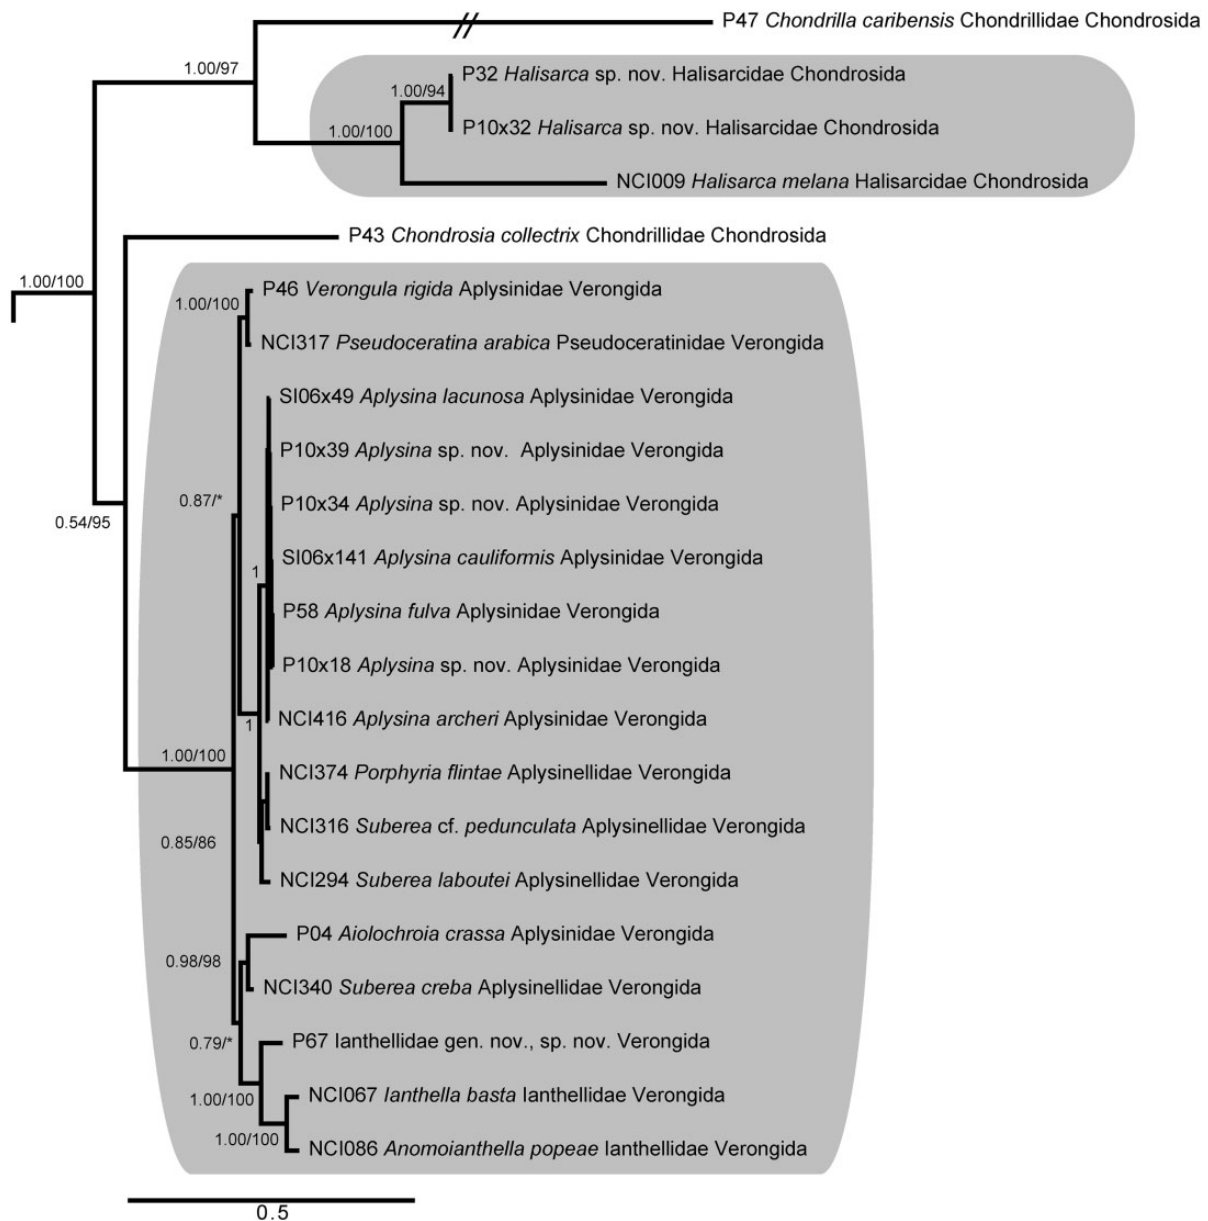 P47 Chondrilla caribensis Chondrillidae Chondrosida
1.00/97
P32 Halisarca sp. nov. Halisarcidae Chondrosida
1.00/94
P10x32 Halisarca sp. nov. Halisarcidae Chondrosida
1.00/100
NCI009 Halisarca melana Halisarcidae Chondrosida
P43 Chondrosia collectrix Chondrillidae Chondrosida
1.00/100
P46 Verongula rigida Aplysinidae Verongida
1.00/100
NCI317 Pseudoceratina arabica Pseudoceratinidae Verongida
SI06x49 Aplysina lacunosa Aplysinidae Verongida
P10x39 Aplysina sp. nov. Aplysinidae Verongida
0.87/*
P10x34 Aplysina sp. nov. Aplysinidae Verongida
0.54/95
SI06x141 Aplysina cauliformis Aplysinidae Verongida
1
P58 Aplysina fulva Aplysinidae Verongida
P10x18 Aplysina sp. nov. Aplysinidae Verongida
NCI416 Aplysina archeri Aplysinidae Verongida
1
1.00/100
NCI374 Porphyria flintae Aplysinellidae Verongida
NCI316 Suberea cf. pedunculata Aplysinellidae Verongida
0.85/86
NCI294 Suberea laboutei Aplysinellidae Verongida
P04 Aiolochroia crassa Aplysinidae Verongida
0.98/98
NCI340 Suberea creba Aplysinellidae Verongida
P67 Ianthellidae gen. nov., sp. nov. Verongida
0.79/*
NCI067 Ianthella basta Ianthellidae Verongida
1.00/100
1.00/100
NCI086 Anomoianthella popeae Ianthellidae Verongida
0.5